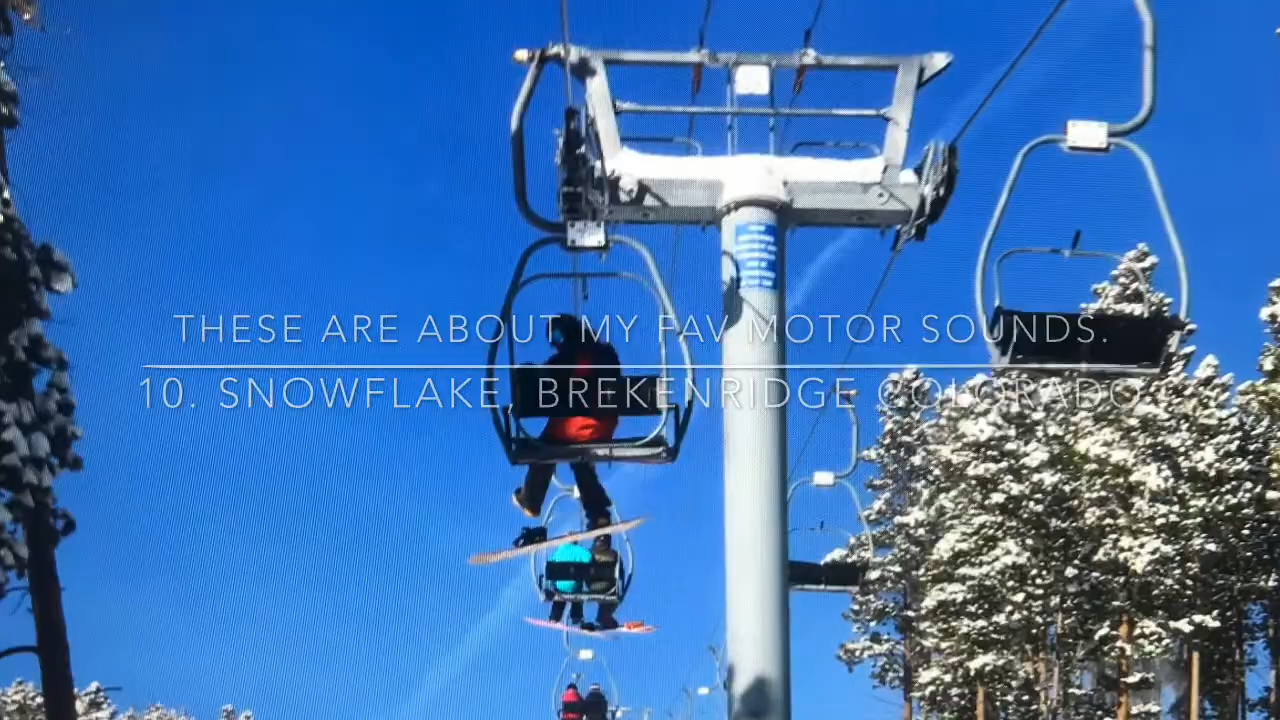 THESE ARE ABOUT MY FAV MOTOR SOUNDS.
10. SNOWFLAKE, BREKENRIDGE COLORADO